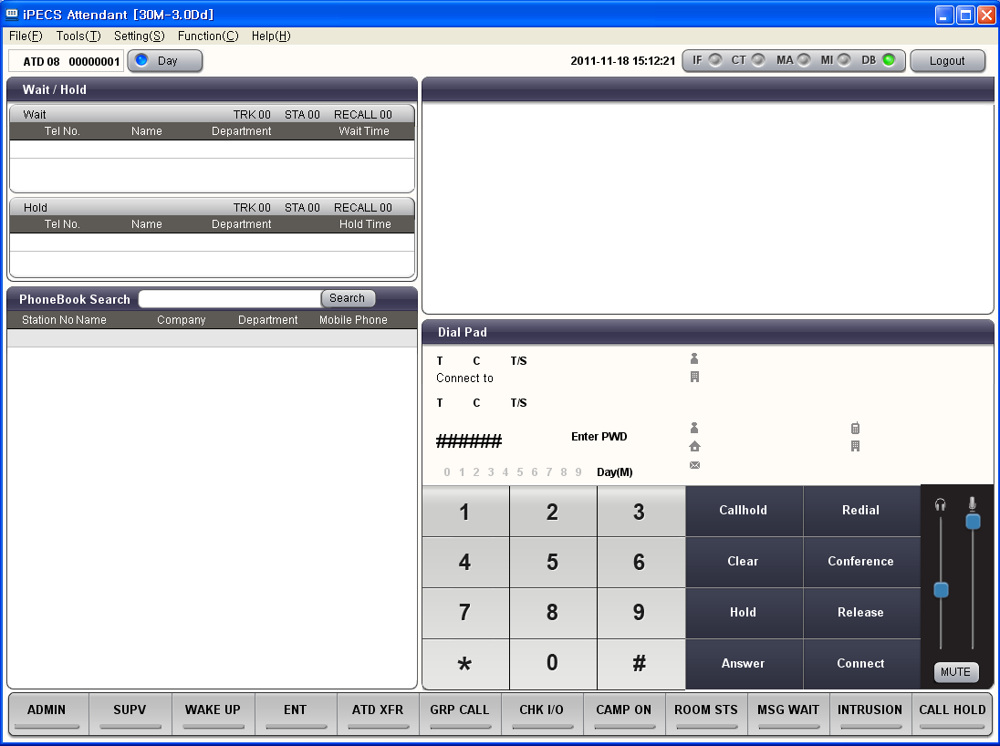 iPECS Attendant [30M-3.0Dd]
File(F) Tools(T) Setting(S) Function(C) Help(H)
ATD 08 00000001 Day 2011-11-18 15:12:21 IF CT MA MI DB Logout
Wait / Hold
Wait TRK 00 STA 00 RECALL 00
Tel No. Name Department Wait Time
Hold TRK 00 STA 00 RECALL 00
Tel No. Name Department Hold Time
PhoneBook Search Search
Station No Name Company Department Mobile Phone
Dial Pad
T C T/S
Connect to
T C T/S
###### Enter PWD
0 1 2 3 4 5 6 7 8 9 Day(M)
1 2 3 Callhold Redial
4 5 6 Clear Conference
7 8 9 Hold Release
* 0 # Answer Connect
MUTE
ADMIN SUPV WAKE UP ENT ATD XFR GRP CALL CHK I/O CAMP ON ROOM STS MSG WAIT INTRUSION CALL HOLD